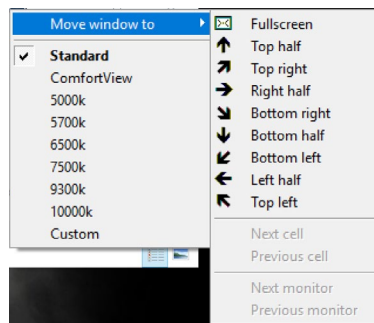 Move window to
Standard
ComfortView
5000k
5700k
6500k
7500k
9300k
10000k
Custom
Fullscreen
Top half
Top right
Right half
Bottom right
Bottom half
Bottom left
Left half
Top left
Next cell
Previous cell
Next monitor
Previous monitor